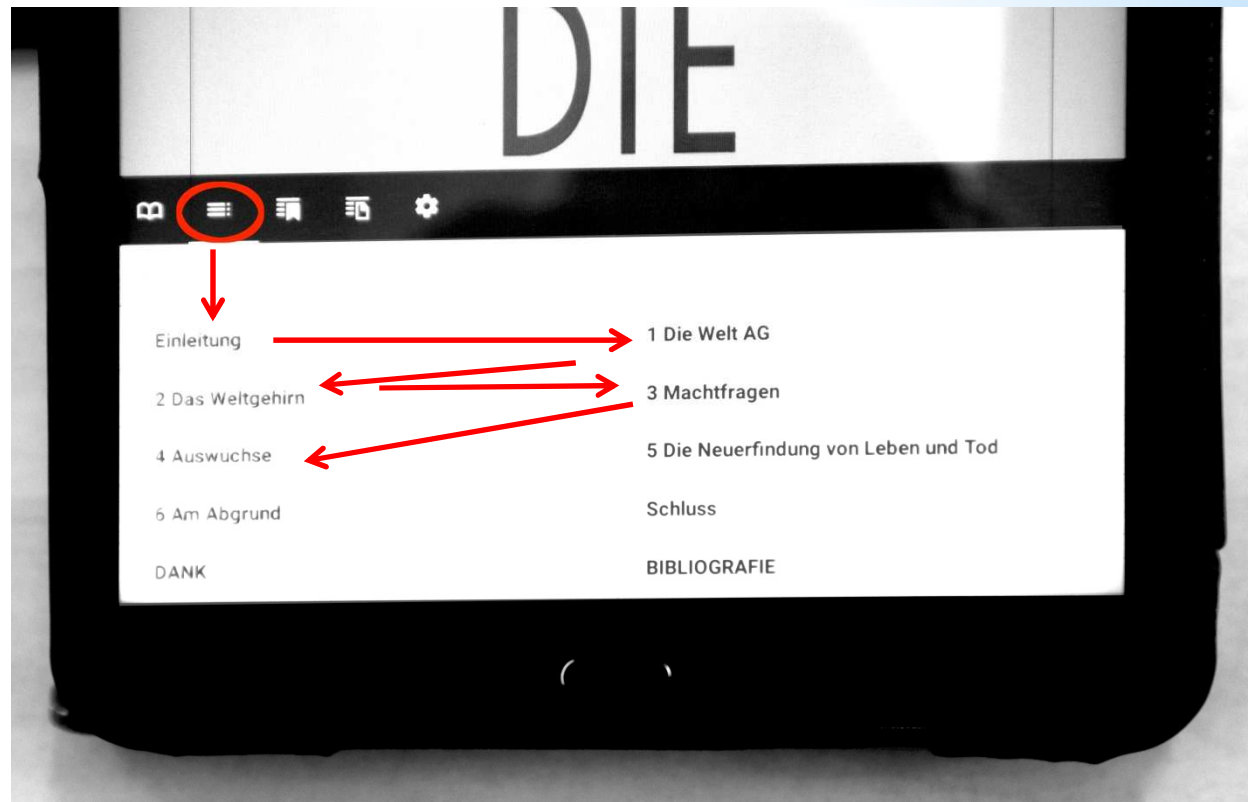 DIE
Einleitung
1 Die Welt AG
2 Das Weltgehirn
3 Machtfragen
4 Auswuchse
5 Die Neuerfindung von Leben und Tod
6 Am Abgrund
Schluss
DANK
BIBLIOGRAFIE